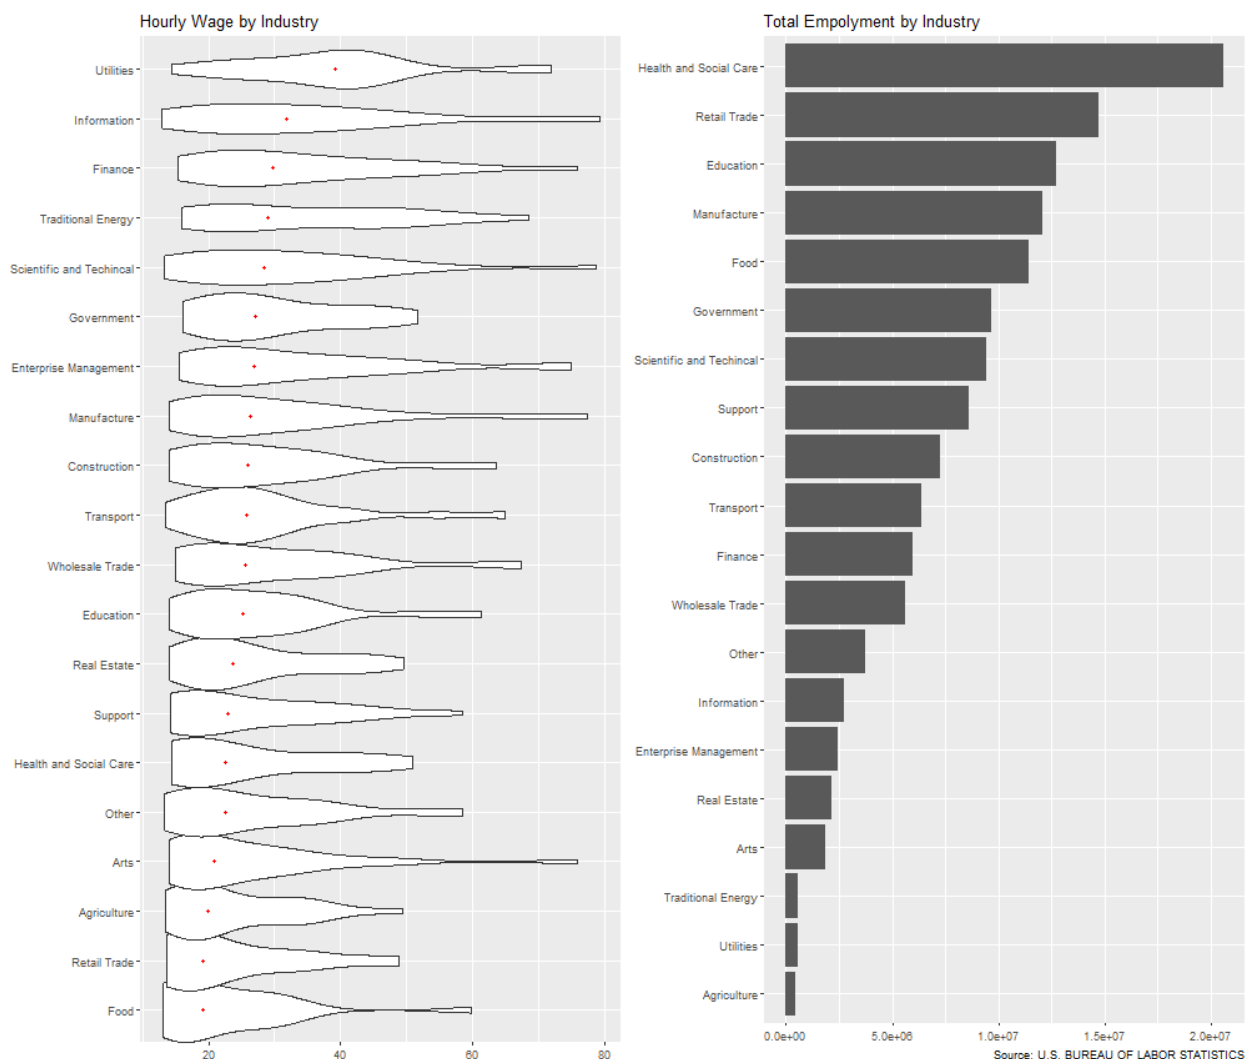 Hourly Wage by Industry
Utilities
Information
Finance
Traditional Energy
Scientific and Techincal
Government
Enterprise Management
Manufacture
Construction
Transport
Wholesale Trade
Education
Real Estate
Support
Health and Social Care
Other
Arts
Agriculture
Retail Trade
Food
20 40 60 80
Total Empolyment by Industry
Health and Social Care
Retail Trade
Education
Manufacture
Food
Government
Scientific and Techincal
Support
Construction
Transport
Finance
Wholesale Trade
Other
Information
Enterprise Management
Real Estate
Arts
Traditional Energy
Utilities
Agriculture
0.0e+00 5.0e+06 1.0e+07 1.5e+07 2.0e+07
Source: U.S. BUREAU OF LABOR STATISTICS